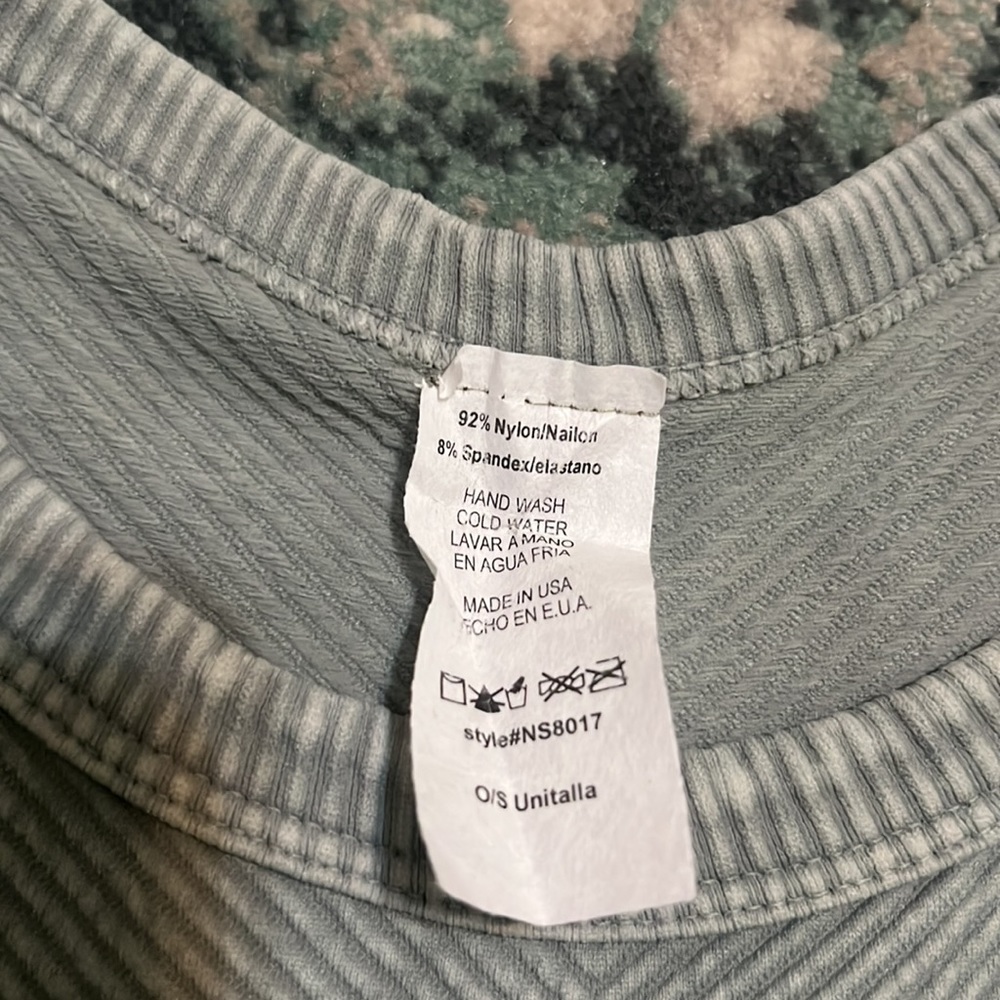 92% Nylon/Nailon
8% Spandex/elastano
HAND WASH
COLD WATER
LAVAR A MANO
EN AGUA FRIA
MADE IN USA
ECHO EN E.U.A.
style#NS8017
O/S Unitalla